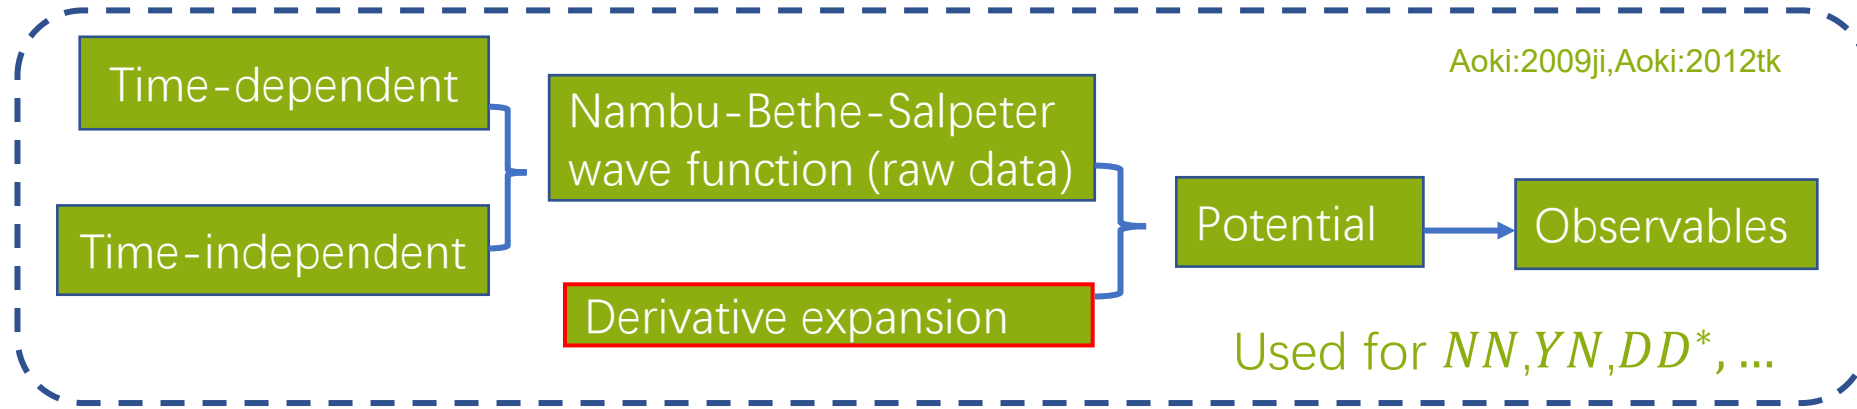 Time-dependent
Time-independent
Nambu-Bethe-Salpeter
wave function (raw data)
Derivative expansion
Potential
Observables
Aoki:2009ji,Aoki:2012tk
Used for NN,YN,DD*, ...